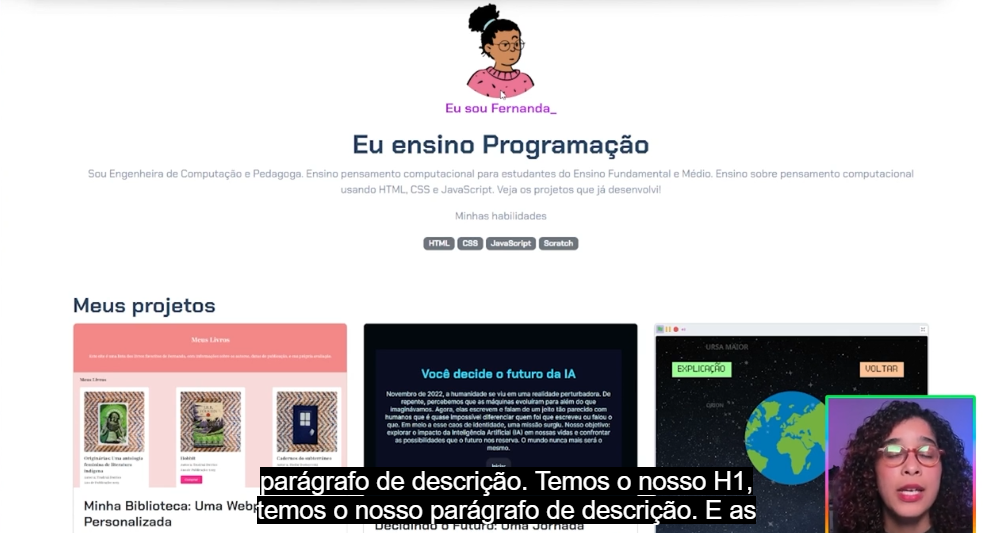 Eu sou Fernanda_
Eu ensino Programação
Sou Engenheira de Computação e Pedagoga. Ensino pensamento computacional para estudantes do Ensino Fundamental e Médio. Ensino sobre pensamento computacional
usando HTML, CSS e JavaScript. Veja os projetos que já desenvolvi!
Minhas habilidades
HTML CSS JavaScript Scratch
Meus projetos
Meus Livros
Meus Livros
Originárias: Uma antologia
feminina de literatura
indígena
Hobbit
Cadernos do subterrâneo
Minha Biblioteca: Uma Webp
Personalizada
Você decide o futuro da IA
Novembro de 2022, a humanidade se viu em uma realidade perturbadora. De
repente, percebemos que as máquinas evoluíram para além do que
imaginávamos. Agora, elas escrevem e falam de um jeito tão parecido com
humanos que é quase impossível diferenciar quem foi que escreveu ou falou o
que. Em meio a esse caos de identidade, uma missão surgiu. Nosso objetivo:
explorar o impacto da Inteligência Artificial (IA) em nossas vidas e confrontar
as possibilidades que o futuro nos reserva. O mundo nunca mais será o
mesmo.
Iniciar
Decidindo o Futuro: Uma Jornada
URSA MAIOR
EXPLICAÇÃO
VOLTAR
ORION
parágrafo de descrição. Temos o nosso H1,
temos o nosso parágrafo de descrição. E as